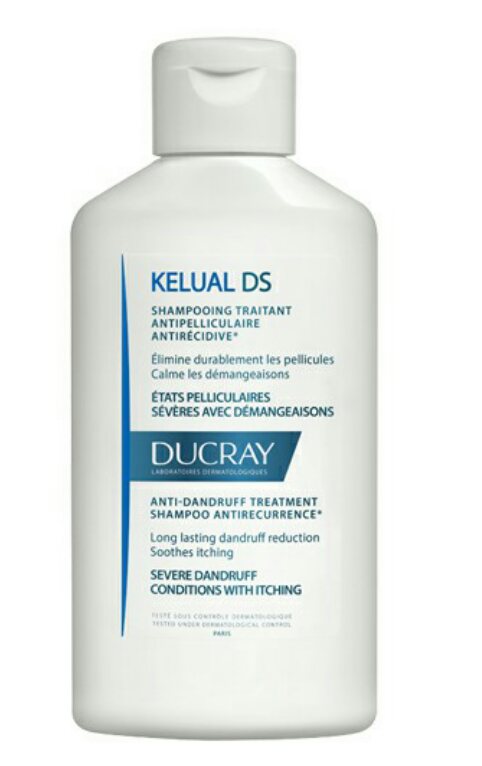 KELUAL DS
SHAMPOOING TRAITANT
ANTIPELLICULAIRE
ANTIRÉCIDIVE*
Élimine durablement les pellicules
Calme les démangeaisons
ÉTATS PELLICULAIRES
SÉVÈRES AVEC DÉMANGEAISONS
DUCRAY
LABORATOIRES DERMATOLOGIQUES
ANTI-DANDRUFF TREATMENT
SHAMPOO ANTIRECURRENCE*
Long lasting dandruff reduction
Soothes itching
SEVERE DANDRUFF
CONDITIONS WITH ITCHING
TESTÉ SOUS CONTRÔLE DERMATOLOGIQUE
TESTED UNDER DERMATOLOGICAL CONTROL
PARIS